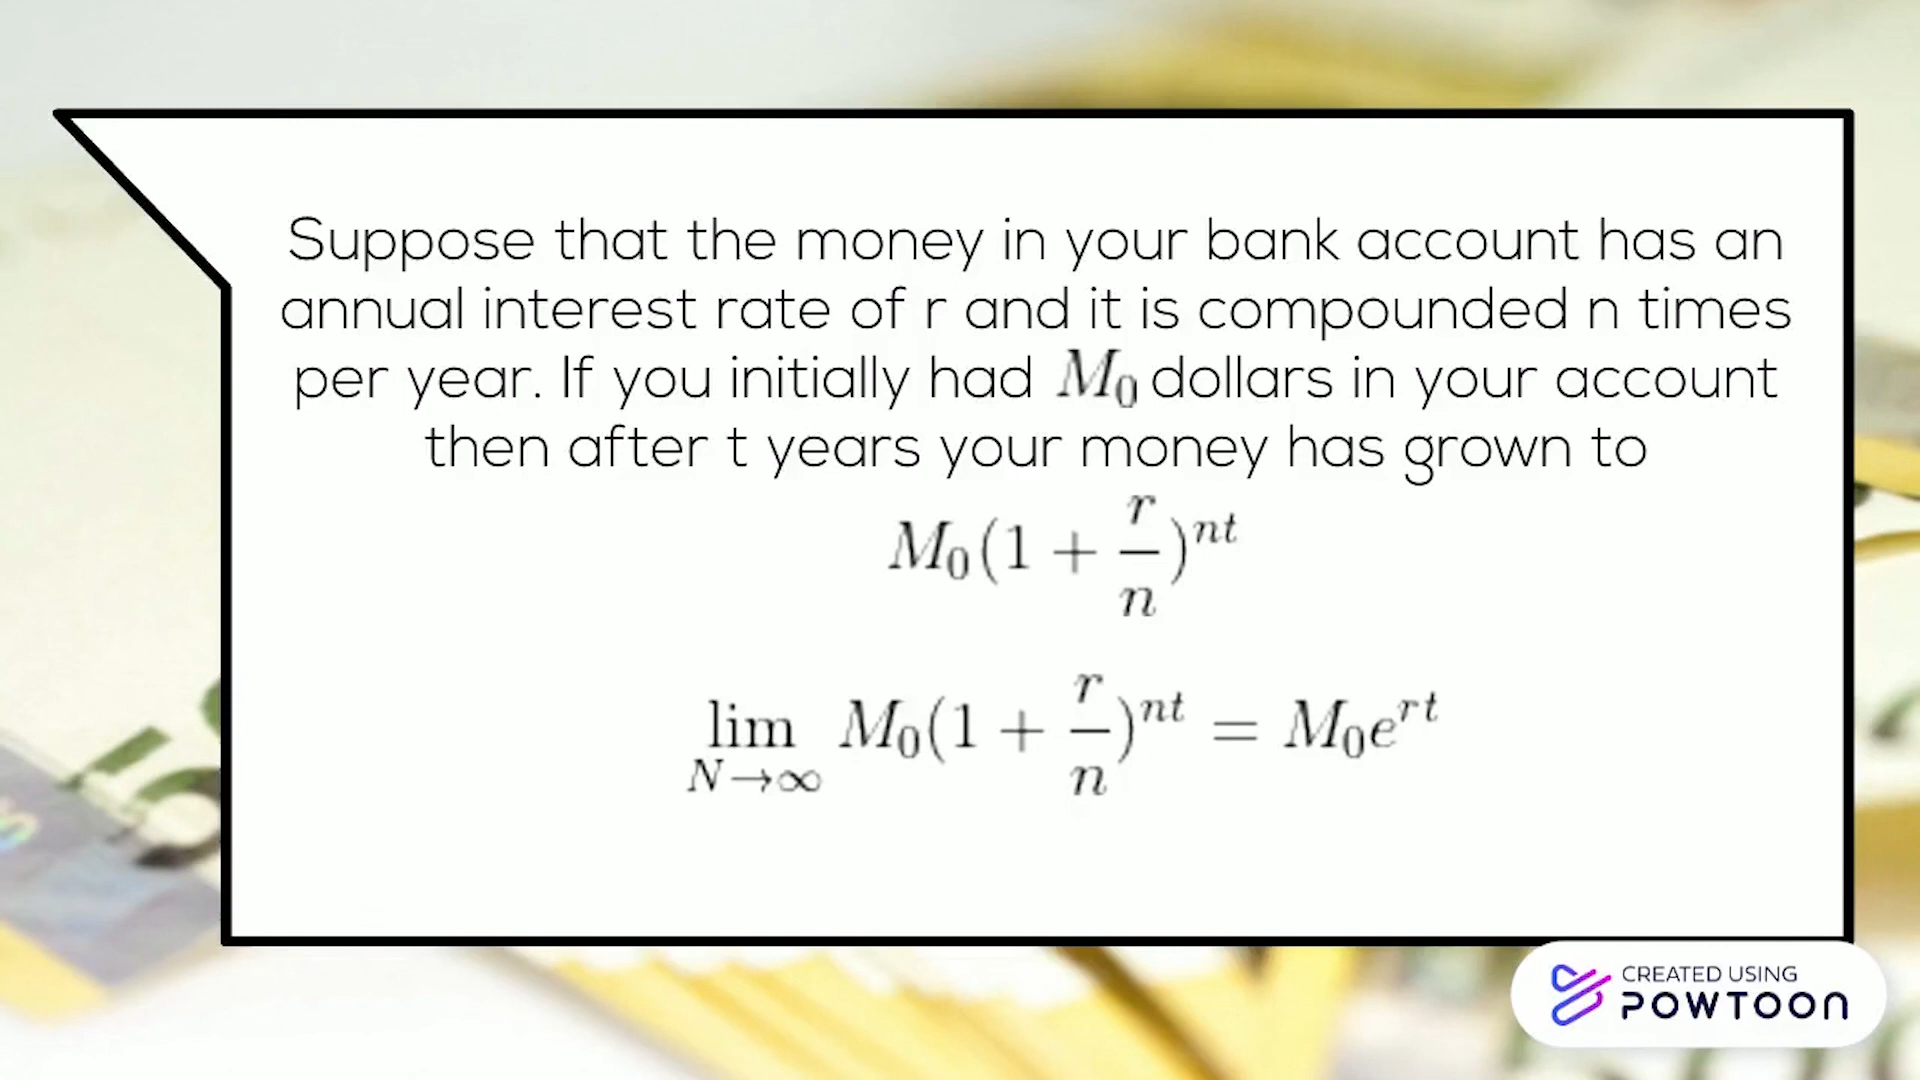 Suppose that the money in your bank account has an
annual interest rate of r and it is compounded n times
per year. If you initially had M₀ dollars in your account
then after t years your money has grown to
M₀(1 + r/n)^{nt}
lim_{N→∞} M₀(1 + r/n)^{nt} = M₀e^{rt}
CREATED USING
POWTOON